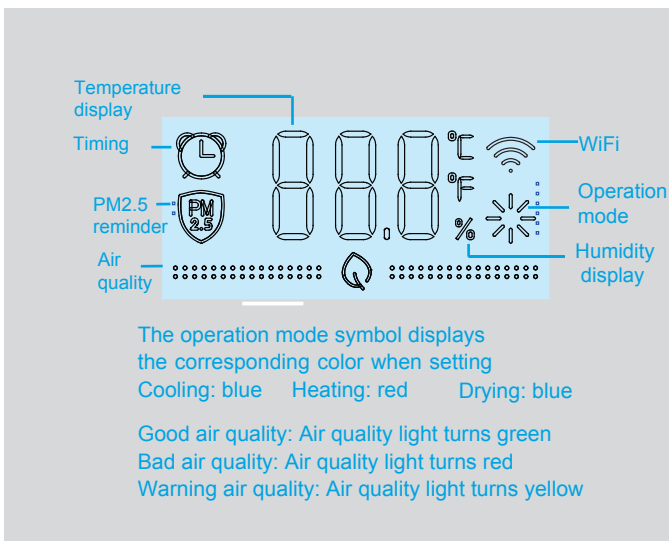 Temperature
display
Timing
WiFi
PM2.5
reminder
Operation
mode
Air
quality
Humidity
display
PM
2.5
888
°C
°F
%
The operation mode symbol displays
the corresponding color when setting
Cooling: blue Heating: red Drying: blue
Good air quality: Air quality light turns green
Bad air quality: Air quality light turns red
Warning air quality: Air quality light turns yellow